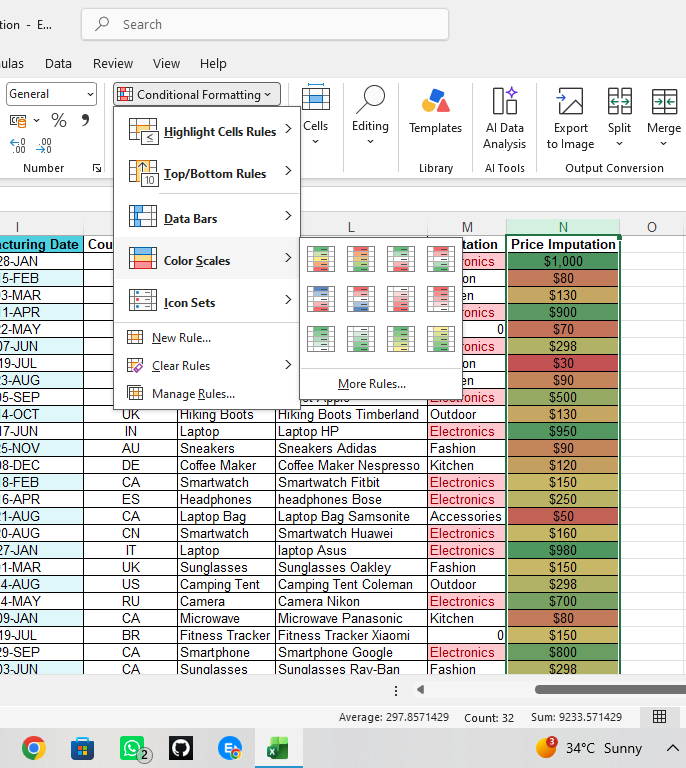 tion - E...
Search
ulas Data Review View Help
General
Conditional Formatting
Number
Cells
Editing
Templates
Library
AI Data
Analysis
AI Tools
Export
to Image
Split
Merge
Output Conversion
Highlight Cells Rules
Top/Bottom Rules
10
Data Bars
Color Scales
Icon Sets
New Rule...
Clear Rules
Manage Rules...
More Rules...
I L M N O
acturing Date Cou tation Price Imputation
28-JAN ronics $1,000
5-FEB on $80
3-MAR en $130
1-APR ronics $900
2-MAY 0 $70
07-JUN ronics $298
19-JUL on $30
3-AUG en $90
05-SEP Electronics $500
4-OCT UK Hiking Boots Hiking Boots Timberland Outdoor $130
17-JUN IN Laptop Laptop HP Electronics $950
5-NOV AU Sneakers Sneakers Adidas Fashion $90
8-DEC DE Coffee Maker Coffee Maker Nespresso Kitchen $120
8-FEB CA Smartwatch Smartwatch Fitbit Electronics $150
6-APR ES Headphones headphones Bose Electronics $250
1-AUG CA Laptop Bag Laptop Bag Samsonite Accessories $50
0-AUG CN Smartwatch Smartwatch Huawei Electronics $160
27-JAN IT Laptop laptop Asus Electronics $980
1-MAR UK Sunglasses Sunglasses Oakley Fashion $150
4-AUG US Camping Tent Camping Tent Coleman Outdoor $298
4-MAY RU Camera Camera Nikon Electronics $700
09-JAN CA Microwave Microwave Panasonic Kitchen $80
19-JUL BR Fitness Tracker Fitness Tracker Xiaomi 0 $150
29-SEP CA Smartphone Smartphone Google Electronics $800
03-JUN CA Sunglasses Sunglasses Ray-Ban Fashion $298
Average: 297.8571429 Count: 32 Sum: 9233.571429
2
3
34°C Sunny